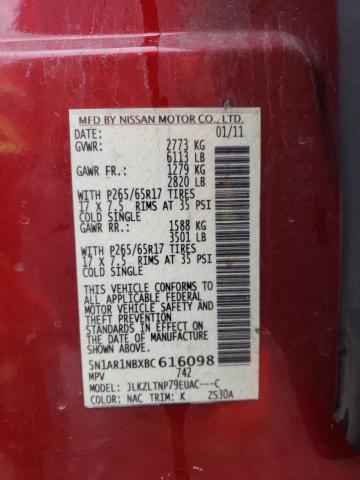 MFD BY NISSAN MOTOR CO., LTD.
DATE: 01/11
GVWR: 2773 KG
6113 LB
GAWR FR.: 1279 KG
2820 LB
WITH P265/65R17 TIRES
17 X 7.5 RIMS AT 35 PSI
COLD SINGLE
GAWR RR.: 1588 KG
3501 LB
WITH P265/65R17 TIRES
17 X 7.5 RIMS AT 35 PSI
COLD SINGLE
THIS VEHICLE CONFORMS TO
ALL APPLICABLE FEDERAL
MOTOR VEHICLE SAFETY AND
THEFT PREVENTION
STANDARDS IN EFFECT ON
THE DATE OF MANUFACTURE
SHOWN ABOVE
5N1AR1NBXBC616098
MPV 742
MODEL: JLKZLTNP79EUAC---C
COLOR: NAC TRIM: K ZS30A